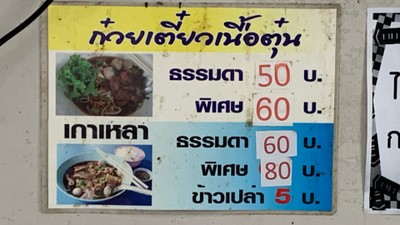 ก๋วยเตี๋ยวเนื้อตุ๋น
ธรรมดา 50 บ.
พิเศษ 60 บ.
เกาเหลา
ธรรมดา 60 บ.
พิเศษ 80 บ.
ข้าวเปล่า 5 บ.